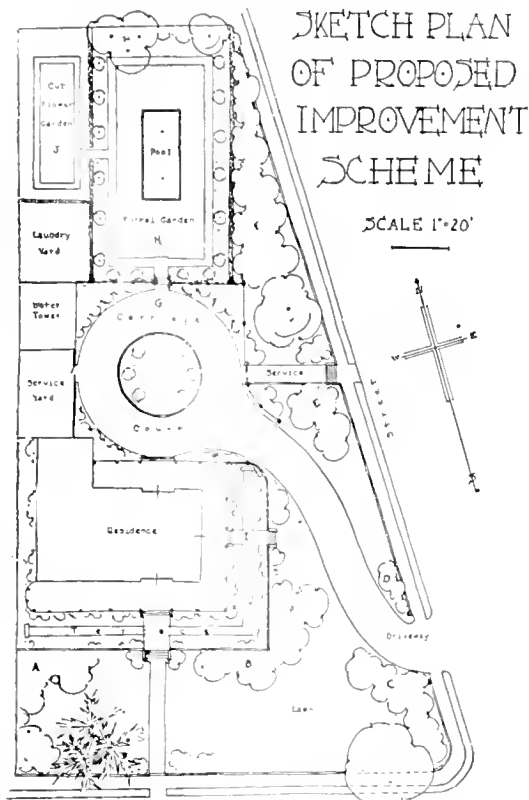 SKETCH PLAN
OF PROPOSED
IMPROVEMENT
SCHEME
SCALE 1"=20'
Cut
Flower
Garden
J
Pool
Formal Garden
H
Laundry
Yard
K
Water
Tower
G
Carriage
Court
Service
Yard
Service
E
Street
Residence
D
Driveway
A
B
Lawn